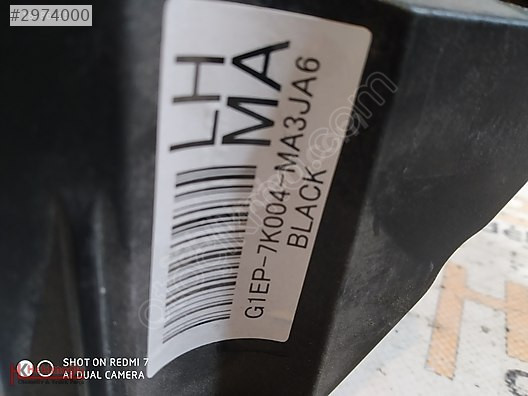 #2974000
LH
MA
G1EP-7K004-MA3JA6
BLACK
SHOT ON REDMI 7
AI DUAL CAMERA